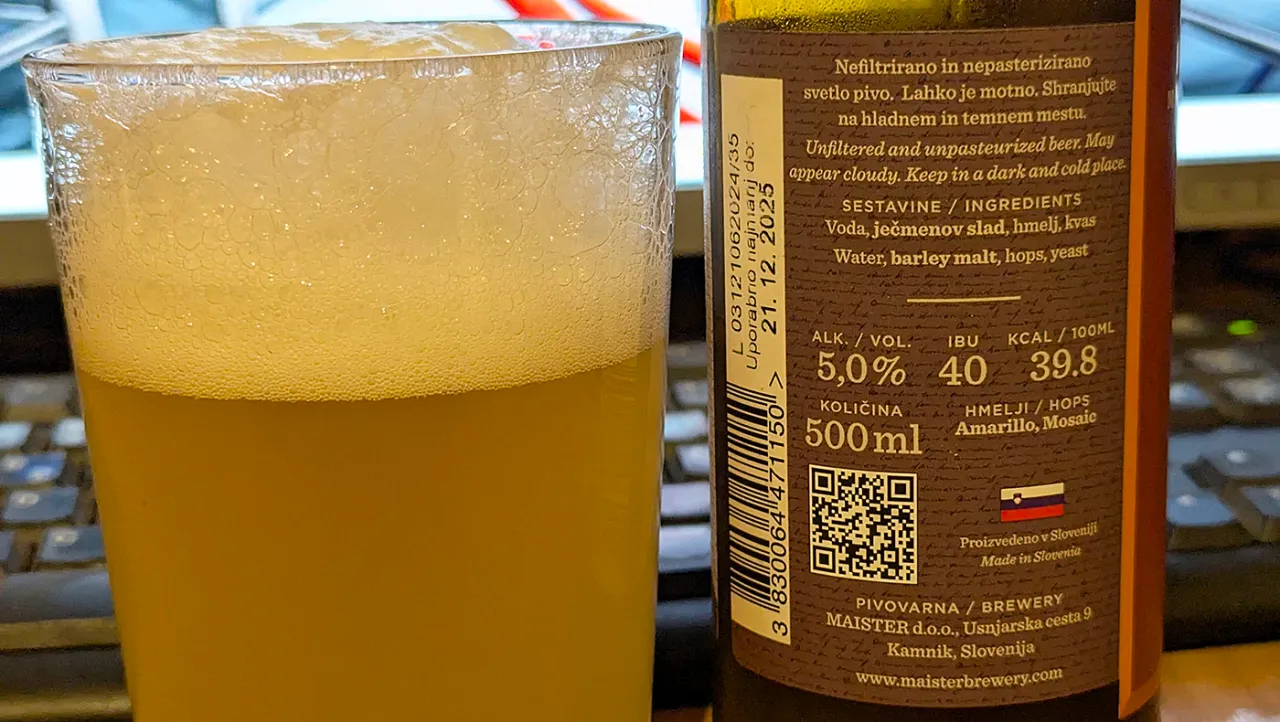 Nefiltrirano in nepasterizirano
svetlo pivo. Lahko je motno. Shranjujte
na hladnem in temnem mestu.
Unfiltered and unpasteurized beer. May
appear cloudy. Keep in a dark and cold place.
SESTAVINE / INGREDIENTS
Voda, ječmenov slad, hmelj, kvas
Water, barley malt, hops, yeast
ALK. / VOL.
5,0%
IBU
40
KCAL / 100ML
39.8
KOLIČINA
500ml
HMELJI / HOPS
Amarillo, Mosaic
Proizvedeno v Sloveniji
Made in Slovenia
PIVOVARNA / BREWERY
MAISTER d.o.o., Usnjarska cesta 9
Kamnik, Slovenija
www.maisterbrewery.com
L 03121062024/35
Uporabno najmanj do:
21. 12. 2025
3 830064 471150 >